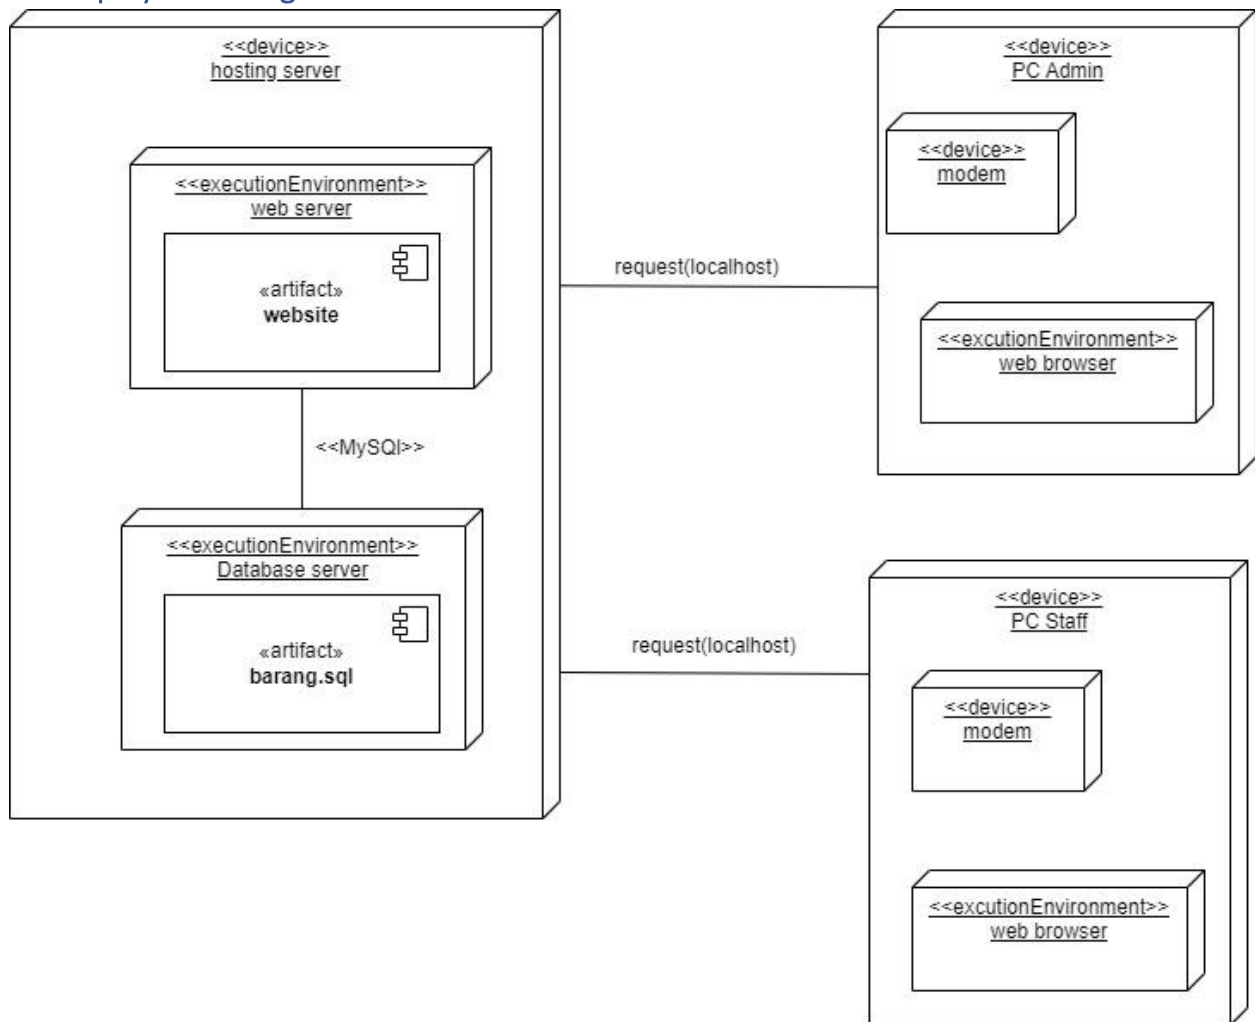 <<device>>
hosting server
<<executionEnvironment>>
web server
«artifact»
website
<<MySQl>>
<<executionEnvironment>>
Database server
«artifact»
barang.sql
request(localhost)
request(localhost)
<<device>>
PC Admin
<<device>>
modem
<<excutionEnvironment>>
web browser
<<device>>
PC Staff
<<device>>
modem
<<excutionEnvironment>>
web browser